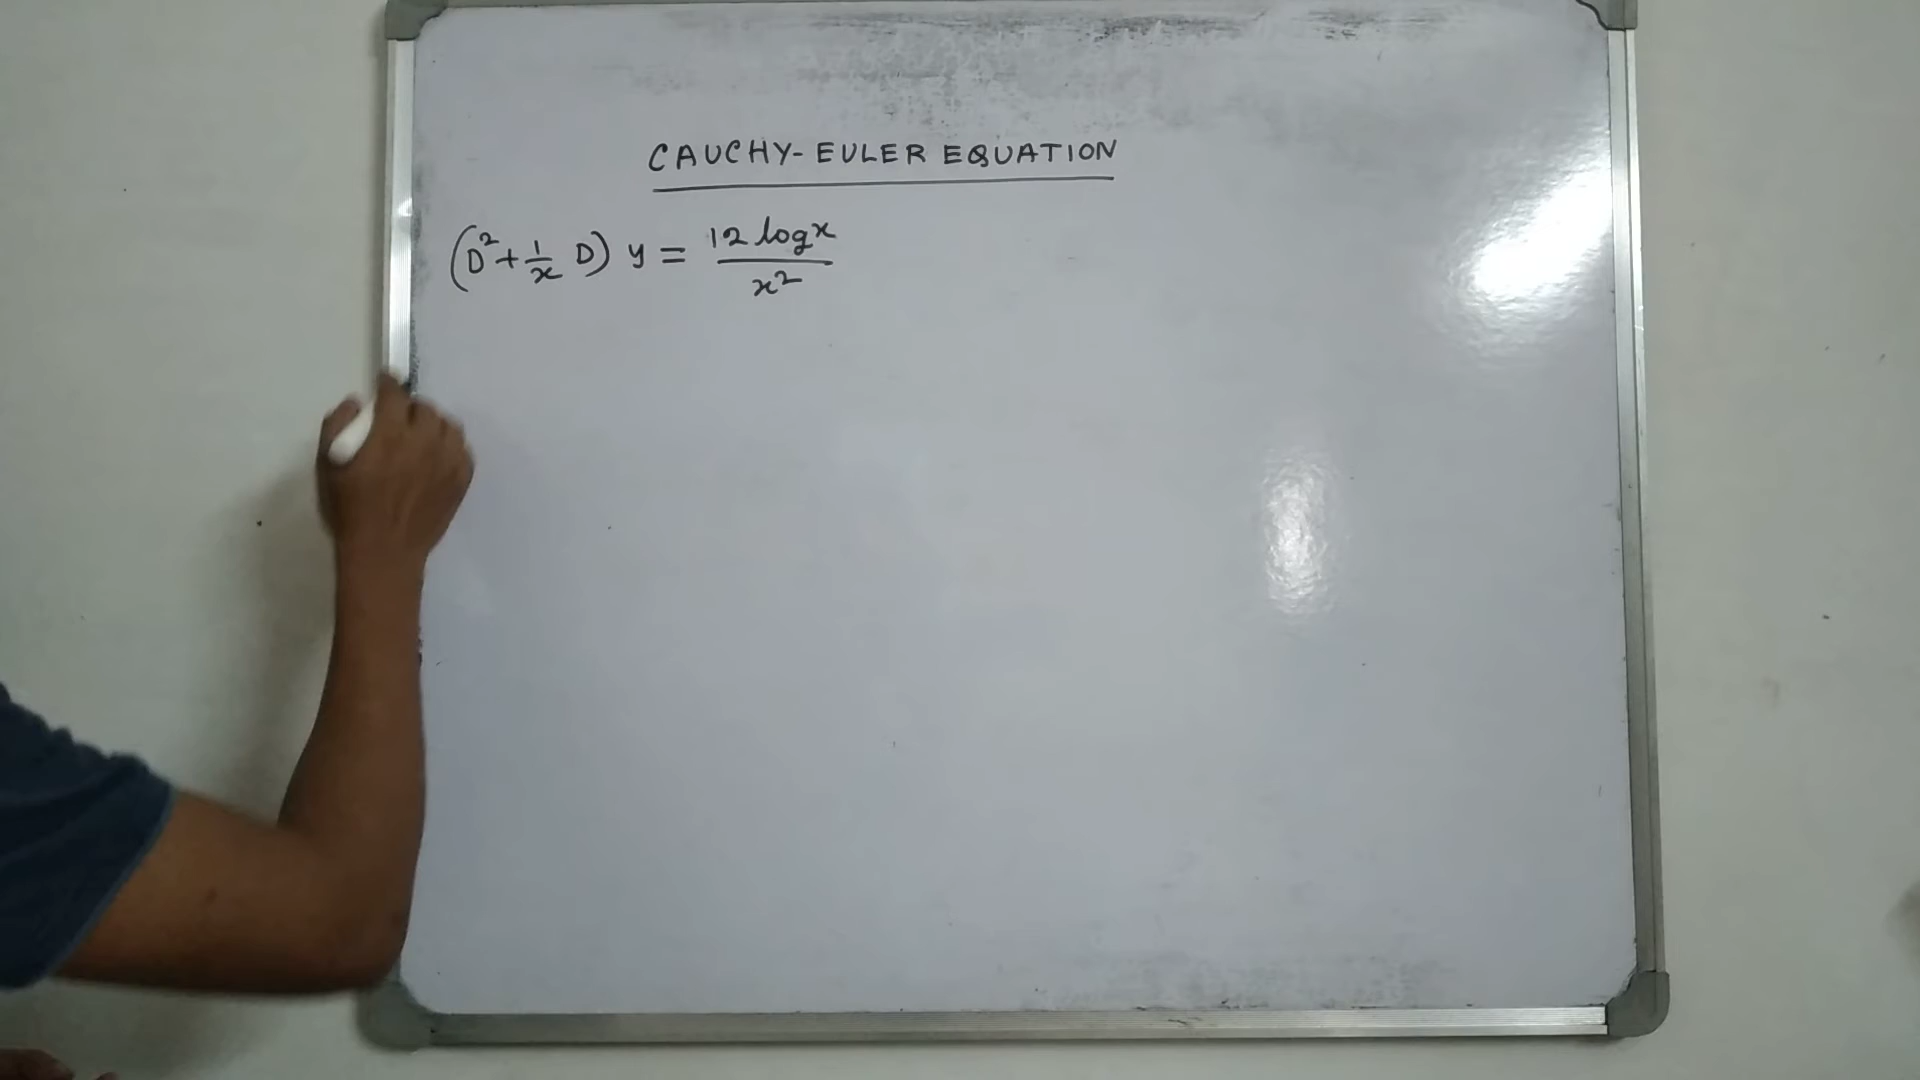 CAUCHY-EULER EQUATION
(D² + 1/x D) y = 12 log x / x²